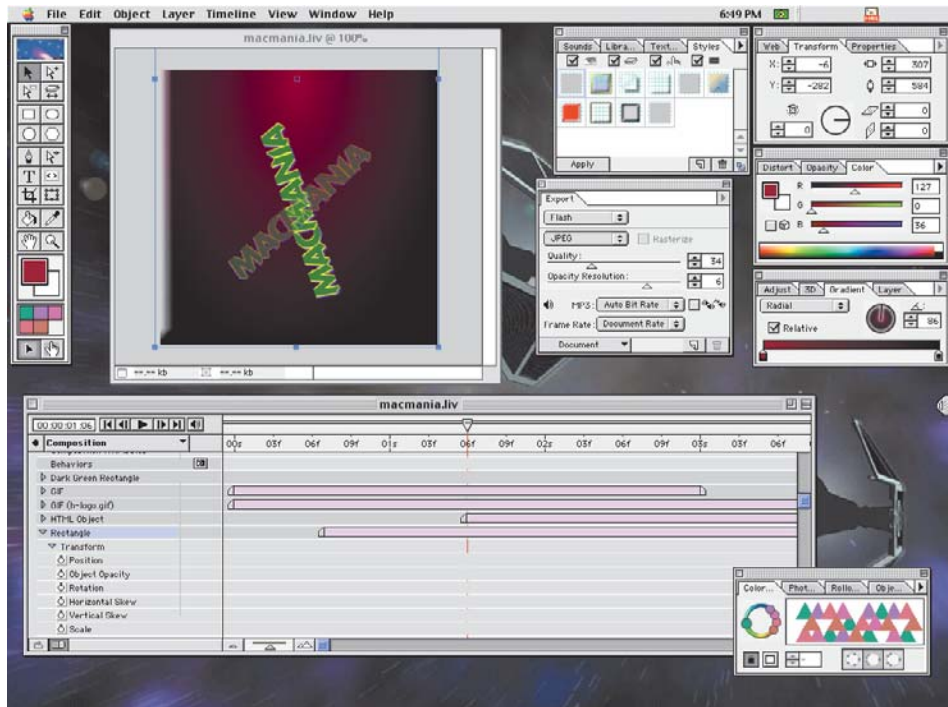 File Edit Object Layer Timeline View Window Help 6:49 PM
macmania.liv @ 100%
MACMANIA
MACMANIA
--,-- kb --,-- kb
Sounds Libra... Text... Styles
Apply
Web Transform Properties
X: -6 307
Y: -282 584
0
0 0
Distort Opacity Color
R 127
G 0
B 36
Export
Flash
JPEG Rasterize
Quality: 34
Opacity Resolution: 6
MP3: Auto Bit Rate
Frame Rate: Document Rate
Document
Adjust 3D Gradient Layer
Radial
Relative 86
macmania.liv
00:00:01:06
Composition 00s 03f 06f 09f 01s 03f 06f 09f 02s 03f 06f 09f 03s 03f 06f
Behaviors
Dark Green Rectangle
GIF
GIF (h-logo.gif)
HTML Object
Rectangle
Transform
Position
Object Opacity
Rotation
Horizontal Skew
Vertical Skew
Scale
Color... Phot... Rollo... Obje...